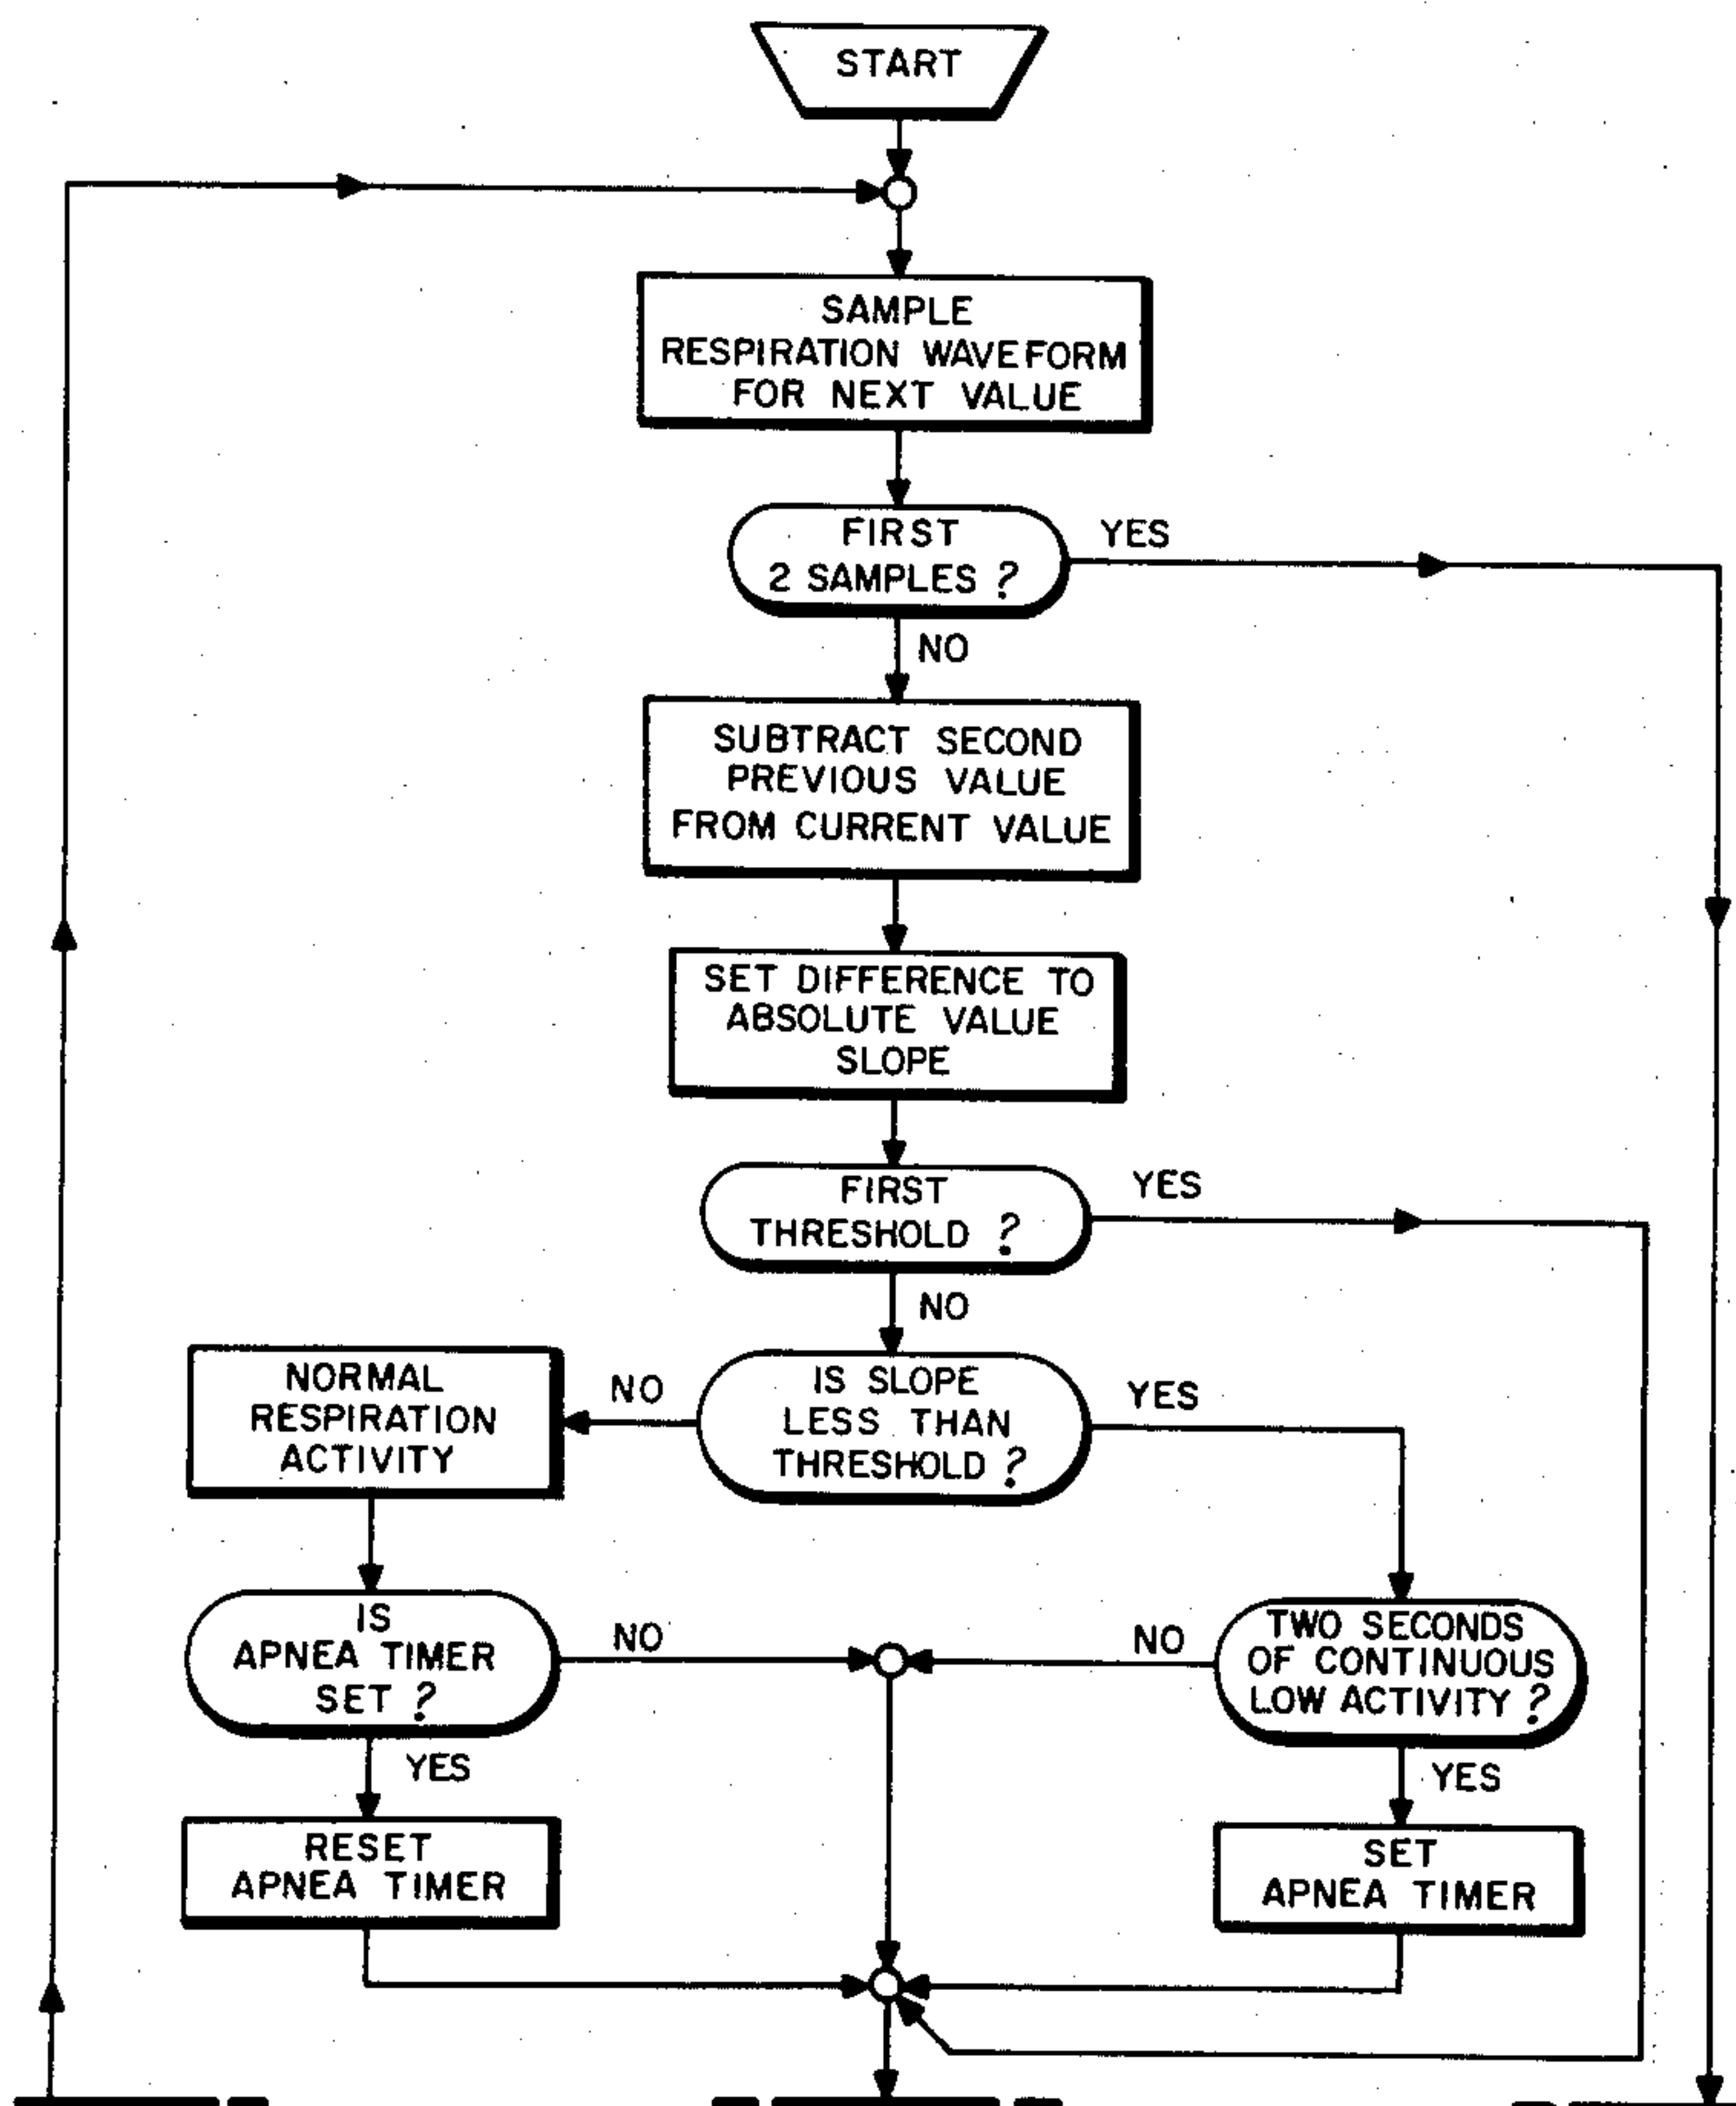 START
SAMPLE
RESPIRATION WAVEFORM
FOR NEXT VALUE
FIRST
2 SAMPLES ?
YES
NO
SUBTRACT SECOND
PREVIOUS VALUE
FROM CURRENT VALUE
SET DIFFERENCE TO
ABSOLUTE VALUE
SLOPE
FIRST
THRESHOLD ?
YES
NO
NORMAL
RESPIRATION
ACTIVITY
NO
IS SLOPE
LESS THAN
THRESHOLD ?
YES
IS
APNEA TIMER
SET ?
NO
NO
TWO SECONDS
OF CONTINUOUS
LOW ACTIVITY ?
YES
YES
RESET
APNEA TIMER
SET
APNEA TIMER